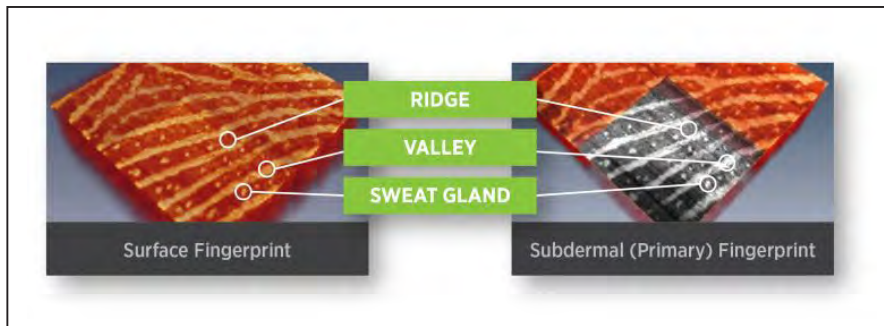 RIDGE
VALLEY
SWEAT GLAND
Surface Fingerprint
Subdermal (Primary) Fingerprint